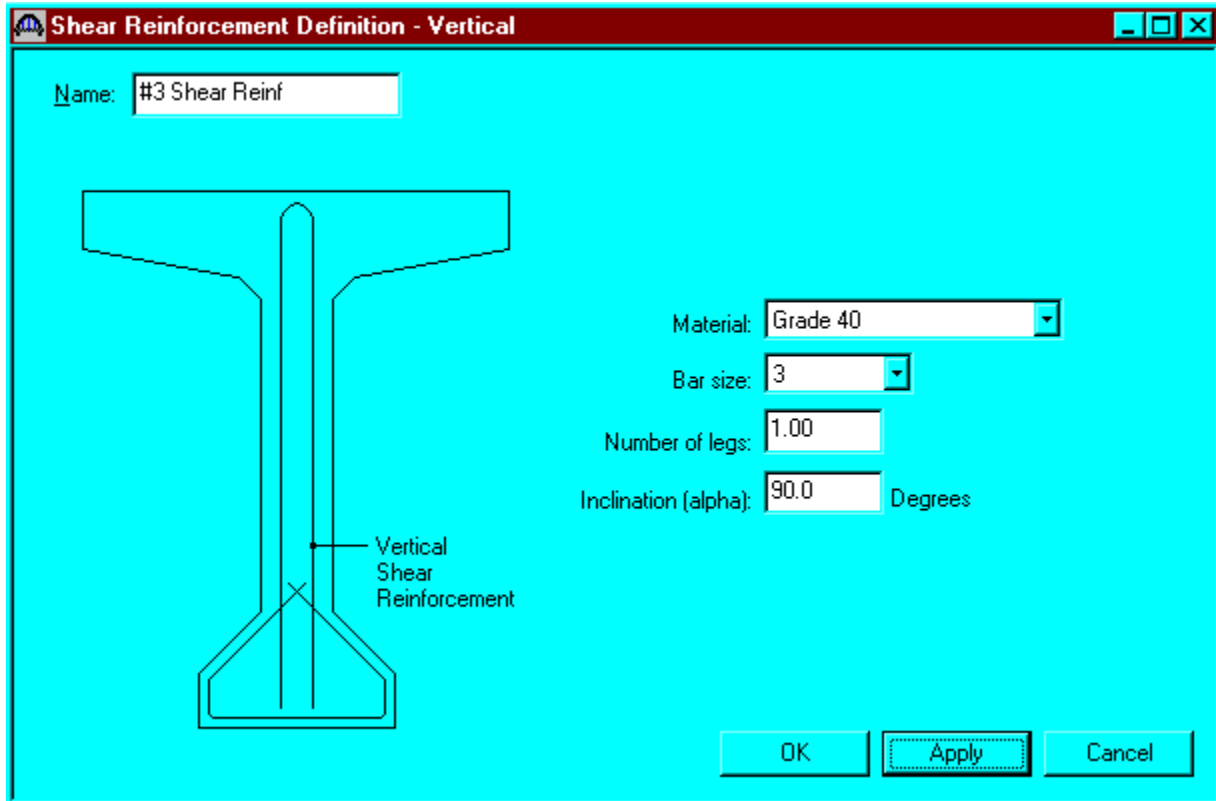 Shear Reinforcement Definition - Vertical
Name: #3 Shear Reinf
Material: Grade 40
Bar size: 3
Number of legs: 1.00
Inclination (alpha): 90.0 Degrees
Vertical
Shear
Reinforcement
OK Apply Cancel